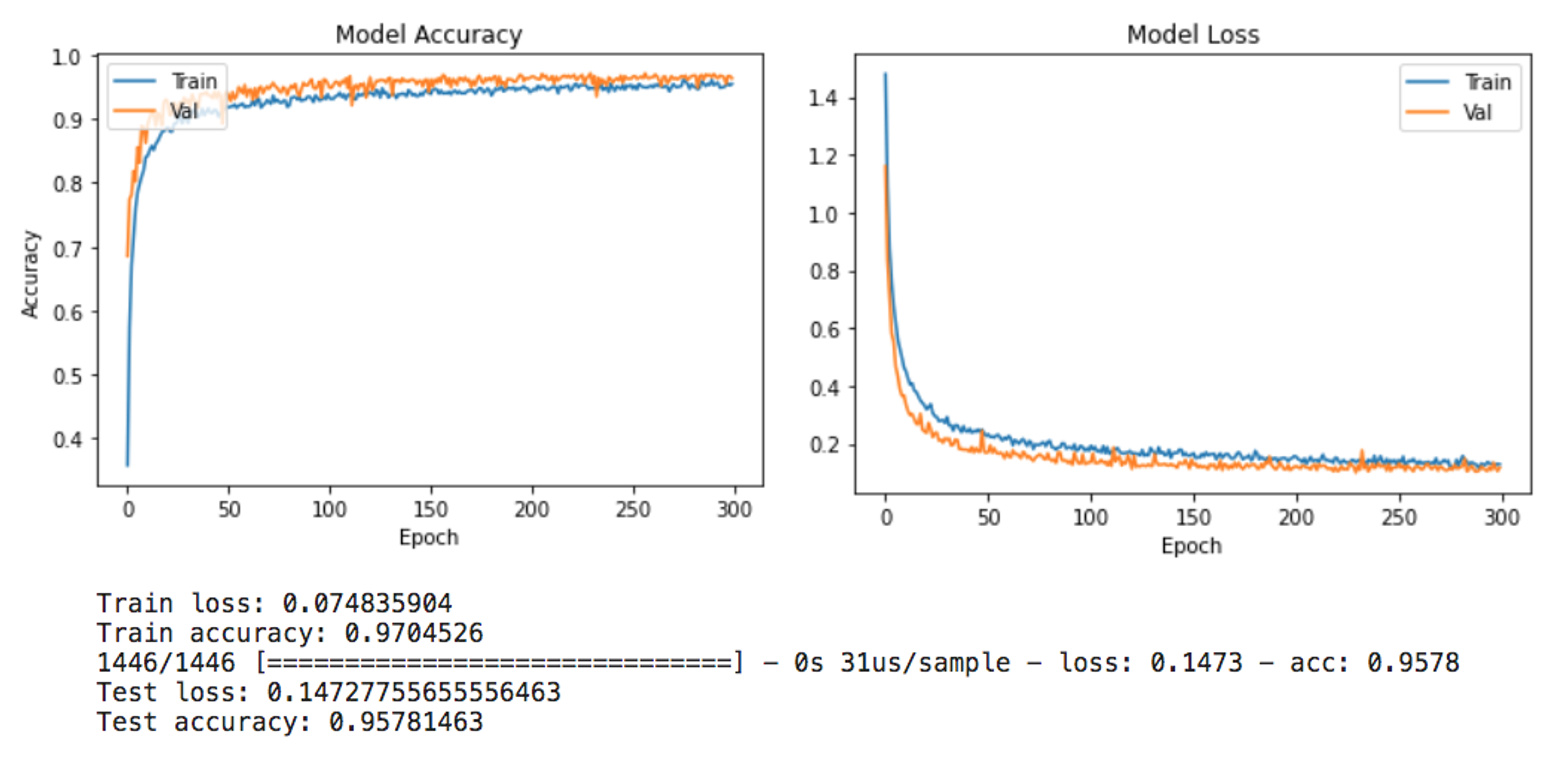 Model Accuracy
1.0
0.9
0.8
0.7
0.6
0.5
0.4
Accuracy
Train
Val
0 50 100 150 200 250 300
Epoch
Model Loss
1.4
1.2
1.0
0.8
0.6
0.4
0.2
Train
Val
0 50 100 150 200 250 300
Epoch
Train loss: 0.074835904
Train accuracy: 0.9704526
1446/1446 [==============================] - 0s 31us/sample - loss: 0.1473 - acc: 0.9578
Test loss: 0.14727755655556463
Test accuracy: 0.95781463